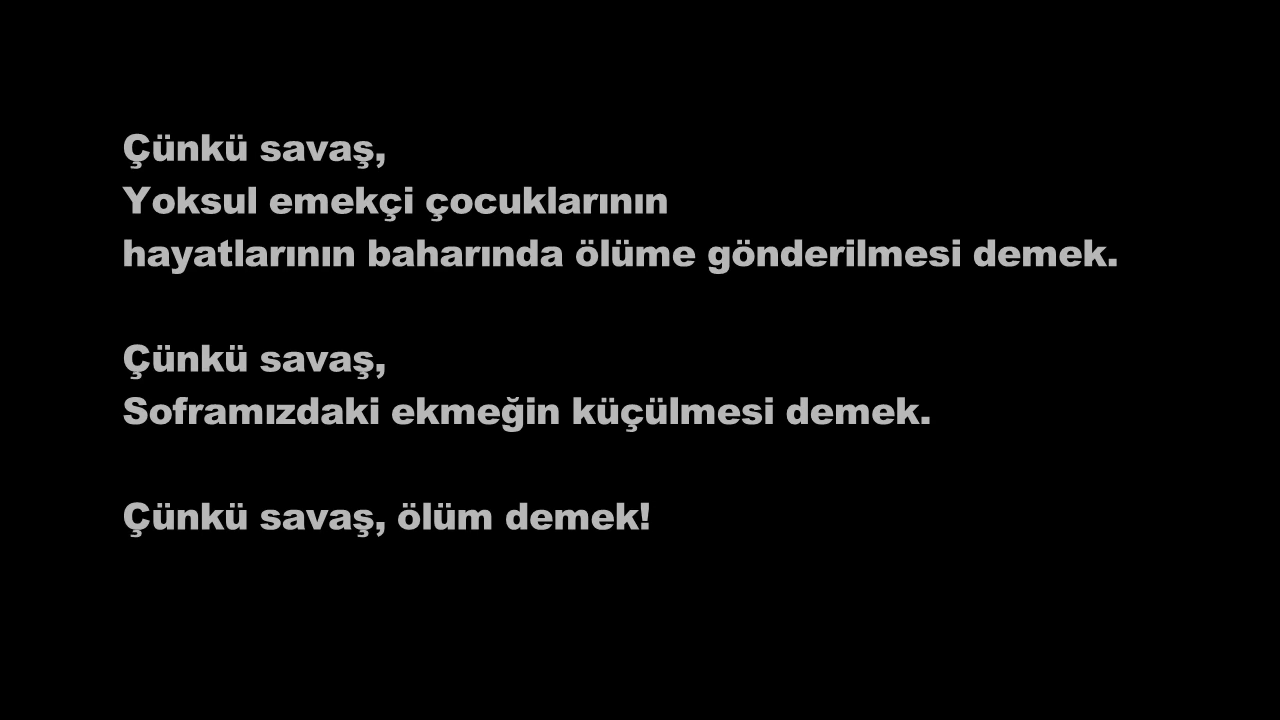 Çünkü savaş,
Yoksul emekçi çocuklarının
hayatlarının baharında ölüme gönderilmesi demek.
Çünkü savaş,
Soframızdaki ekmeğin küçülmesi demek.
Çünkü savaş, ölüm demek!